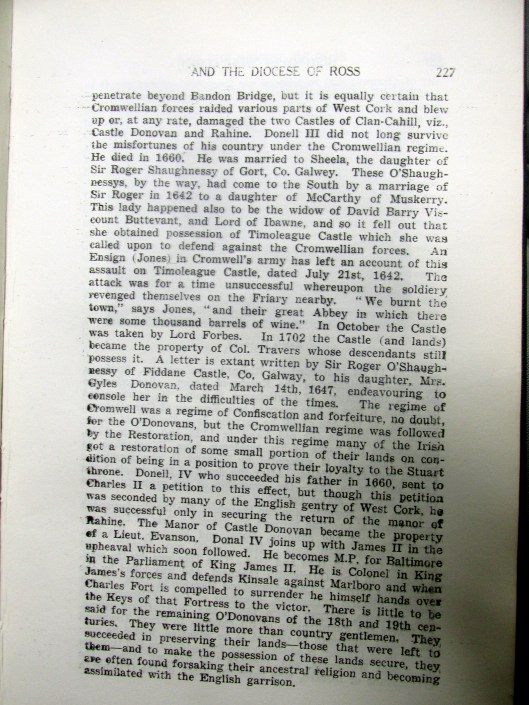 AND THE DIOCESE OF ROSS 227
penetrate beyond Bandon Bridge, but it is equally certain that
Cromwellian forces raided various parts of West Cork and blew
up or, at any rate, damaged the two Castles of Clan-Cahill, viz.,
Castle Donovan and Rahine. Donell III did not long survive
the misfortunes of his country under the Cromwellian regime.
He died in 1660. He was married to Sheela, the daughter of
Sir Roger Shaughnessy of Gort, Co. Galwey. These O'Shaugh-
nessys, by the way, had come to the South by a marriage of
Sir Roger in 1642 to a daughter of McCarthy of Muskerry.
This lady happened also to be the widow of David Barry Vis-
count Buttevant, and Lord of Ibawne, and so it fell out that
she obtained possession of Timoleague Castle which she was
called upon to defend against the Cromwellian forces. An
Ensign (Jones) in Cromwell's army has left an account of this
assault on Timoleague Castle, dated July 21st, 1642. The
attack was for a time unsuccessful whereupon the soldiery
revenged themselves on the Friary nearby. "We burnt the
town," says Jones, "and their great Abbey in which there
were some thousand barrels of wine." In October the Castle
was taken by Lord Forbes. In 1702 the Castle (and lands)
became the property of Col. Travers whose descendants still
possess it. A letter is extant written by Sir Roger O'Shaugh-
nessy of Fiddane Castle, Co. Galway, to his daughter, Mrs.
Gyles Donovan, dated March 14th, 1647, endeavouring to
console her in the difficulties of the times. The regime of
Cromwell was a regime of Confiscation and forfeiture, no doubt,
for the O'Donovans, but the Cromwellian regime was followed
by the Restoration, and under this regime many of the Irish
got a restoration of some small portion of their lands on con-
dition of being in a position to prove their loyalty to the Stuart
throne. Donell, IV who succeeded his father in 1660, sent to
Charles II a petition to this effect, but though this petition
was seconded by many of the English gentry of West Cork, he
was successful only in securing the return of the manor of
Rahine. The Manor of Castle Donovan became the property
of a Lieut. Evanson. Donal IV joins up with James II in the
upheaval which soon followed. He becomes M.P. for Baltimore
in the Parliament of King James II. He is Colonel in King
James's forces and defends Kinsale against Marlboro and when
Charles Fort is compelled to surrender he himself hands over
the Keys of that Fortress to the victor. There is little to be
said for the remaining O'Donovans of the 18th and 19th cen-
turies. They were little more than country gentlemen. They
succeeded in preserving their lands—those that were left to
them—and to make the possession of these lands secure, they
are often found forsaking their ancestral religion and becoming
assimilated with the English garrison.